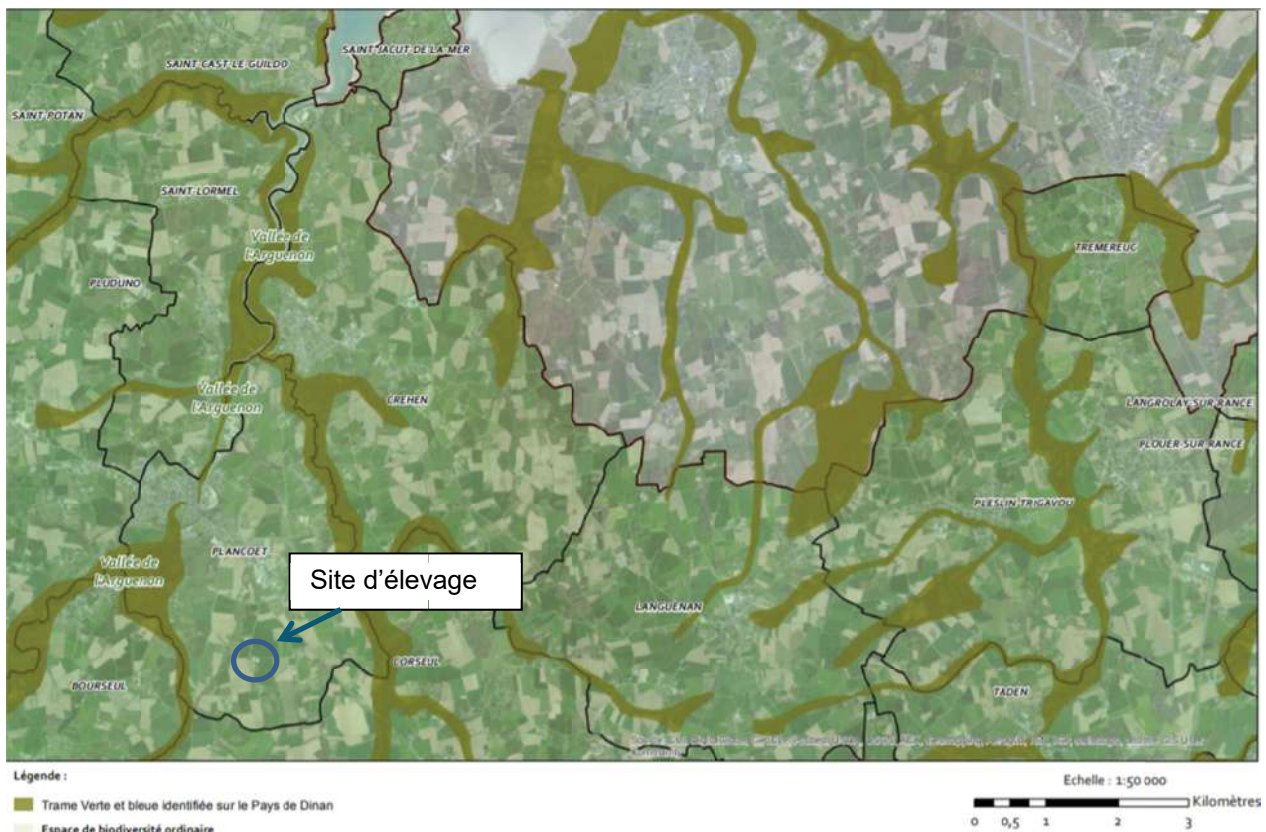 SAINT-JACUT-DE-LA-MER
SAINT-CAST-LE-GUILDO
SAINT-POTAN
SAINT-LORMEL
Vallée de
l'Arguenon
TREMEREUC
PLUDUNO
Vallée de
l'Arguenon
CREHEN
LANGROLAY-SUR-RANCE
PLOUER-SUR-RANCE
PLESLIN-TRIGAVOU
PLANCOET
Vallée de
l'Arguenon
Site d'élevage
LANGUENAN
CORSEUL
BOURSEUL
TADEN
Légende :
Trame Verte et bleue identifiée sur le Pays de Dinan
Espace de biodiversité ordinaire
Echelle : 1:50 000
Kilomètres
0 0,5 1 2 3